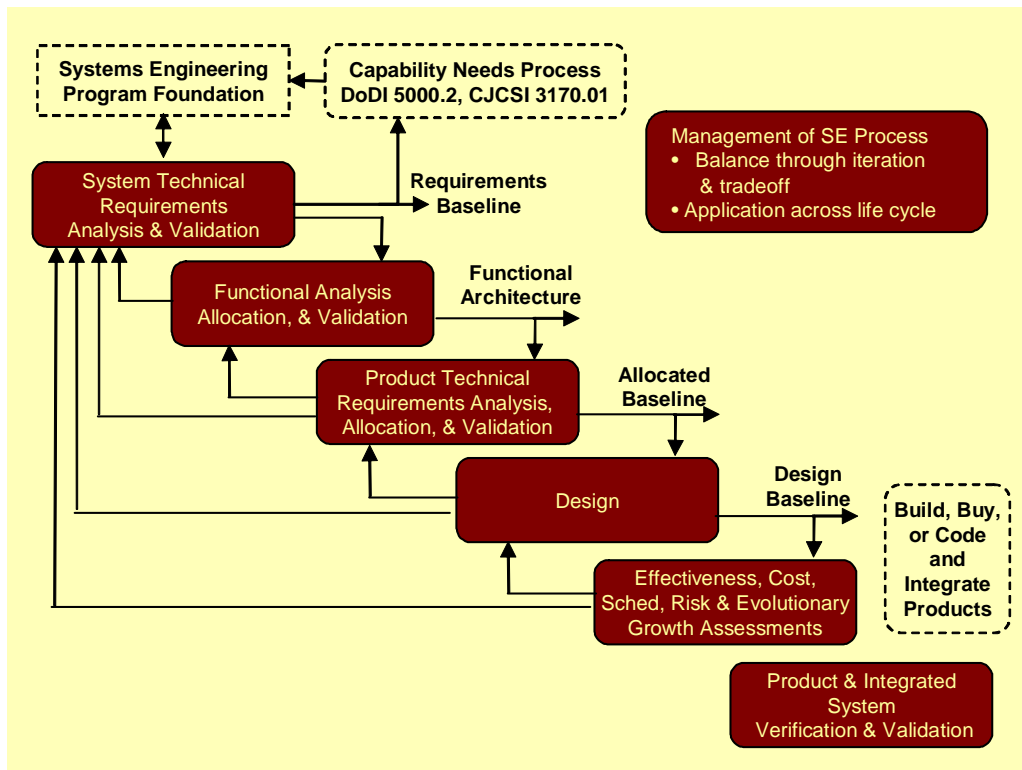 Systems Engineering
Program Foundation
Capability Needs Process
DoDI 5000.2, CJCSI 3170.01
Management of SE Process
• Balance through iteration
& tradeoff
• Application across life cycle
System Technical
Requirements
Analysis & Validation
Requirements
Baseline
Functional Analysis
Allocation, & Validation
Functional
Architecture
Product Technical
Requirements Analysis,
Allocation, & Validation
Allocated
Baseline
Design
Design
Baseline
Build, Buy,
or Code
and
Integrate
Products
Effectiveness, Cost,
Sched, Risk & Evolutionary
Growth Assessments
Product & Integrated
System
Verification & Validation